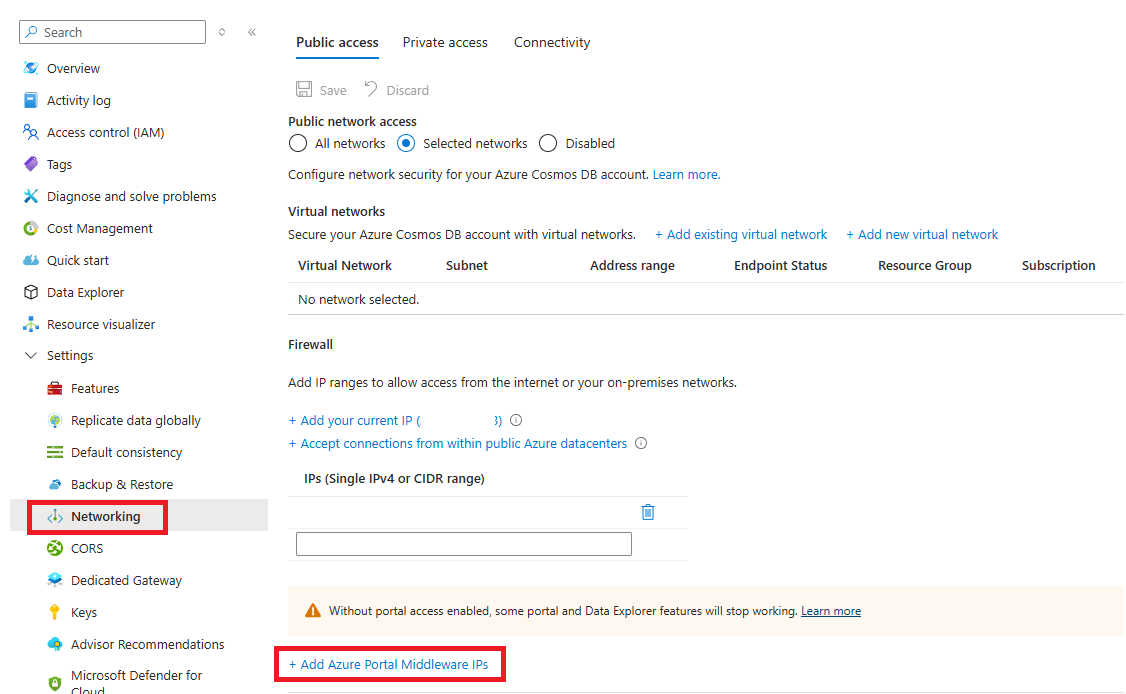 Search
Overview
Activity log
Access control (IAM)
Tags
Diagnose and solve problems
Cost Management
Quick start
Data Explorer
Resource visualizer
Settings
Features
Replicate data globally
Default consistency
Backup & Restore
Networking
CORS
Dedicated Gateway
Keys
Advisor Recommendations
Microsoft Defender for
Cloud
Public access Private access Connectivity
Save Discard
Public network access
All networks Selected networks Disabled
Configure network security for your Azure Cosmos DB account. Learn more.
Virtual networks
Secure your Azure Cosmos DB account with virtual networks. + Add existing virtual network + Add new virtual network
Virtual Network Subnet Address range Endpoint Status Resource Group Subscription
No network selected.
Firewall
Add IP ranges to allow access from the internet or your on-premises networks.
+ Add your current IP ( )
+ Accept connections from within public Azure datacenters
IPs (Single IPv4 or CIDR range)
Without portal access enabled, some portal and Data Explorer features will stop working. Learn more
+ Add Azure Portal Middleware IPs